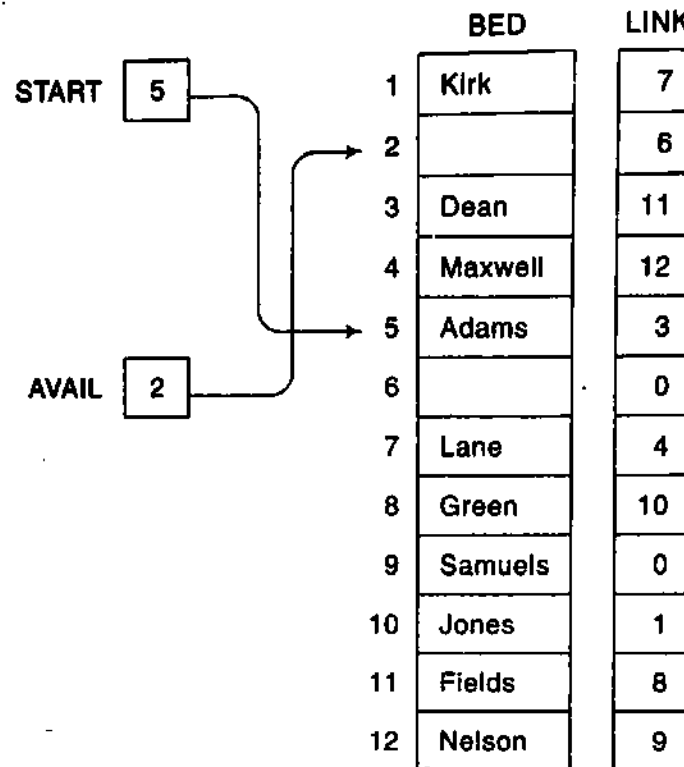 BED LINK
START 5
1 Kirk 7
2 6
3 Dean 11
4 Maxwell 12
5 Adams 3
AVAIL 2
6 0
7 Lane 4
8 Green 10
9 Samuels 0
10 Jones 1
11 Fields 8
12 Nelson 9